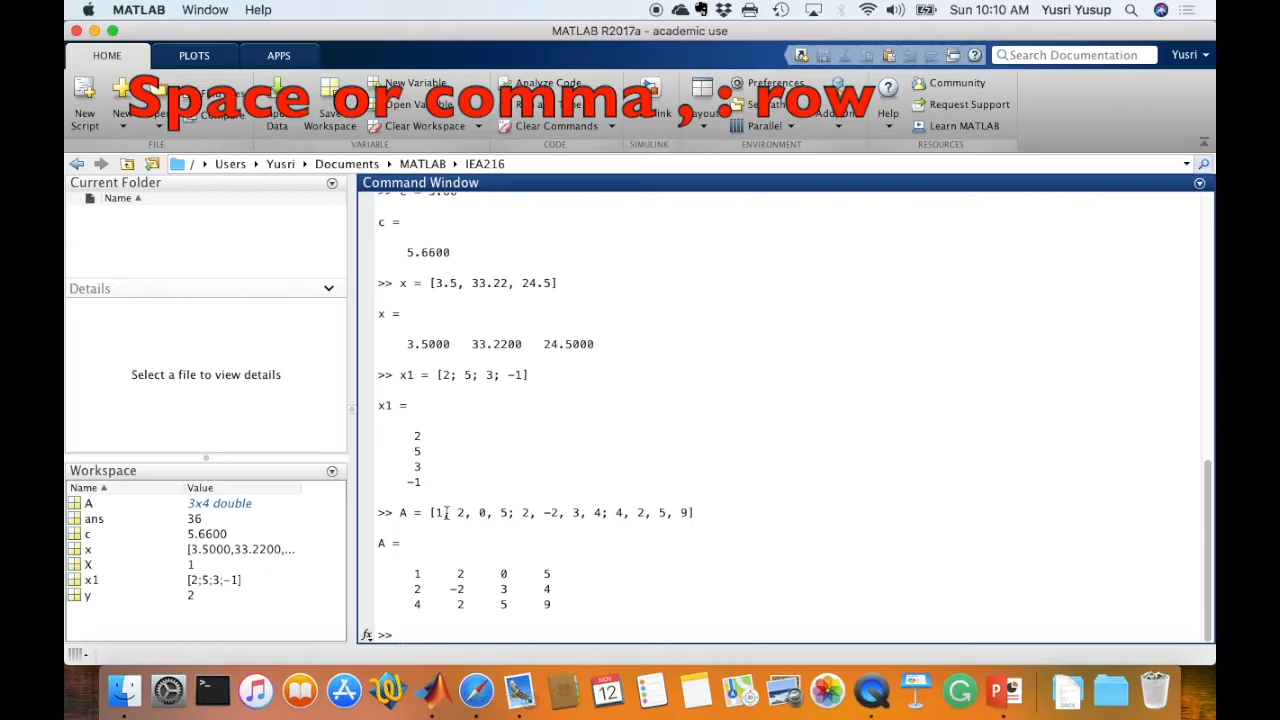 MATLAB Window Help Sun 10:10 AM Yusri Yusup
MATLAB R2017a - academic use
HOME PLOTS APPS Search Documentation Yusri
Space or comma , : row
New Variable Analyze Code Preferences Community
Request Support
New Script Data Workspace Clear Workspace Clear Commands Parallel Help Learn MATLAB
FILE VARIABLE CODE SIMULINK ENVIRONMENT RESOURCES
/ Users Yusri Documents MATLAB IEA216
Current Folder
Name
Details
Select a file to view details
Workspace
Name Value
A 3x4 double
ans 36
c 5.6600
x [3.5000,33.2200,...
X 1
x1 [2;5;3;-1]
y 2
Command Window
c =
5.6600
>> x = [3.5, 33.22, 24.5]
x =
3.5000 33.2200 24.5000
>> x1 = [2; 5; 3; -1]
x1 =
2
5
3
-1
>> A = [1, 2, 0, 5; 2, -2, 3, 4; 4, 2, 5, 9]
A =
1 2 0 5
2 -2 3 4
4 2 5 9
fx >>
NOV
12
DOCX